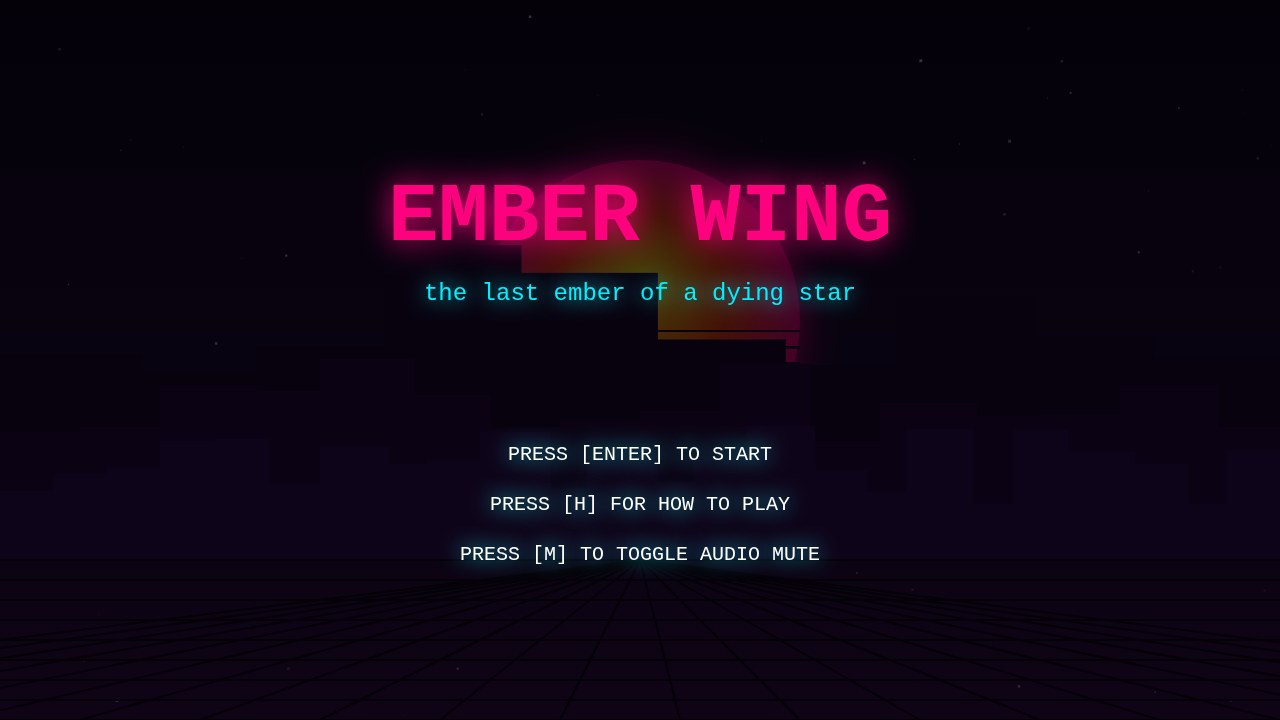 EMBER WING
the last ember of a dying star
PRESS [ENTER] TO START
PRESS [H] FOR HOW TO PLAY
PRESS [M] TO TOGGLE AUDIO MUTE